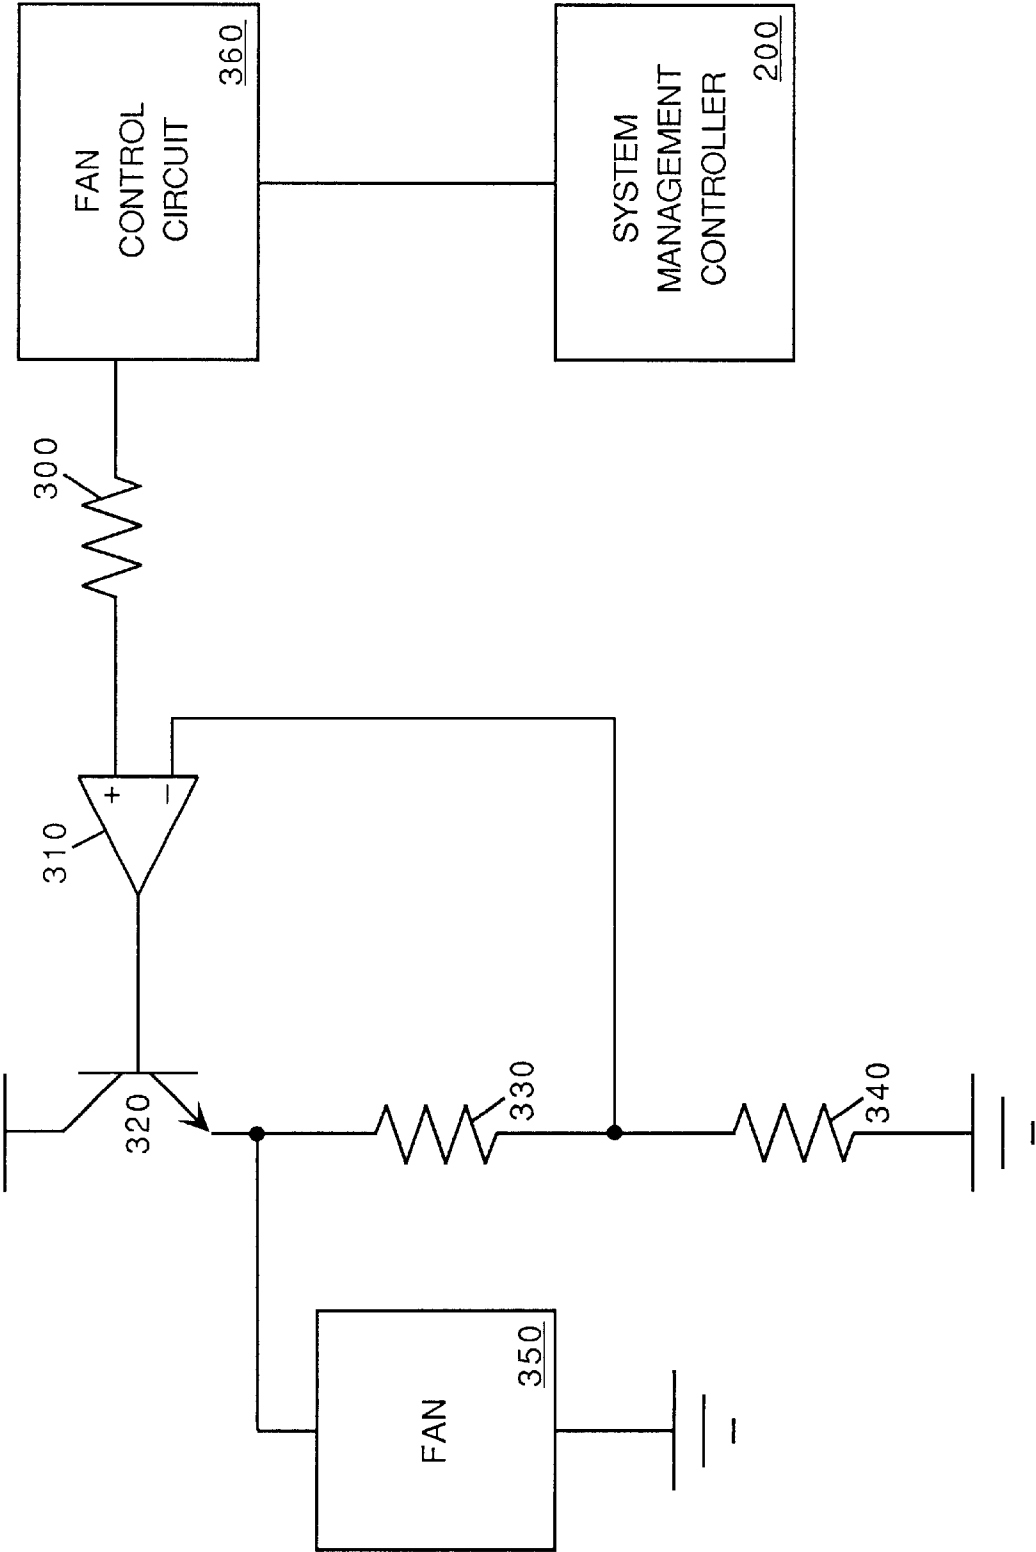 FAN
CONTROL
CIRCUIT
360
SYSTEM
MANAGEMENT
CONTROLLER
200
300
310
+
–
320
330
340
FAN
350